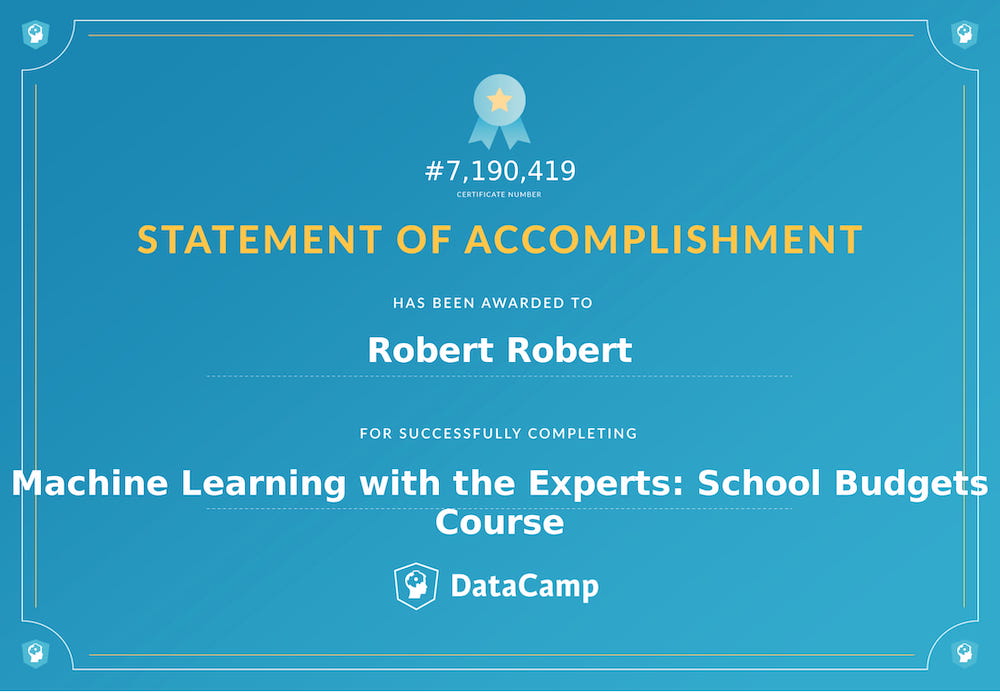 #7,190,419
CERTIFICATE NUMBER
STATEMENT OF ACCOMPLISHMENT
HAS BEEN AWARDED TO
Robert Robert
FOR SUCCESSFULLY COMPLETING
Machine Learning with the Experts: School Budgets
Course
DataCamp